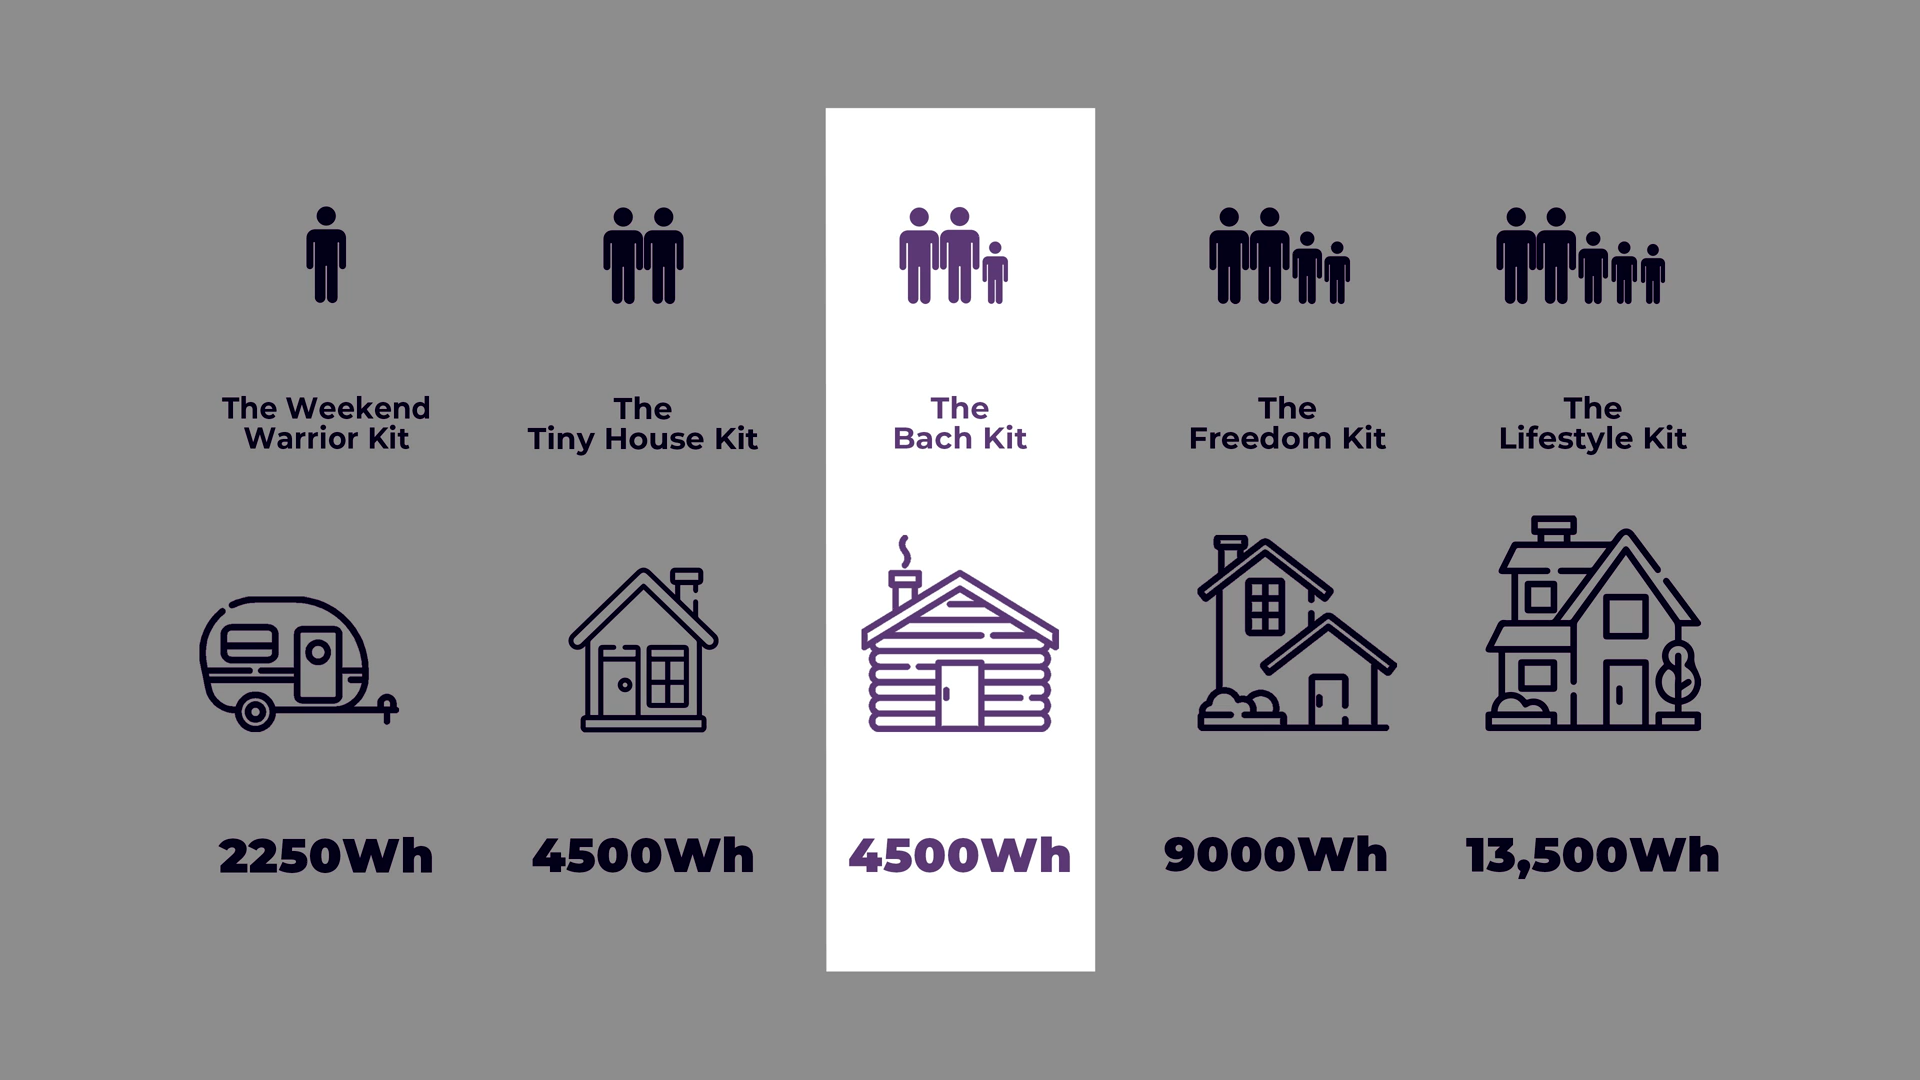 The Weekend
Warrior Kit
The
Tiny House Kit
The
Bach Kit
The
Freedom Kit
The
Lifestyle Kit
2250Wh
4500Wh
4500Wh
9000Wh
13,500Wh